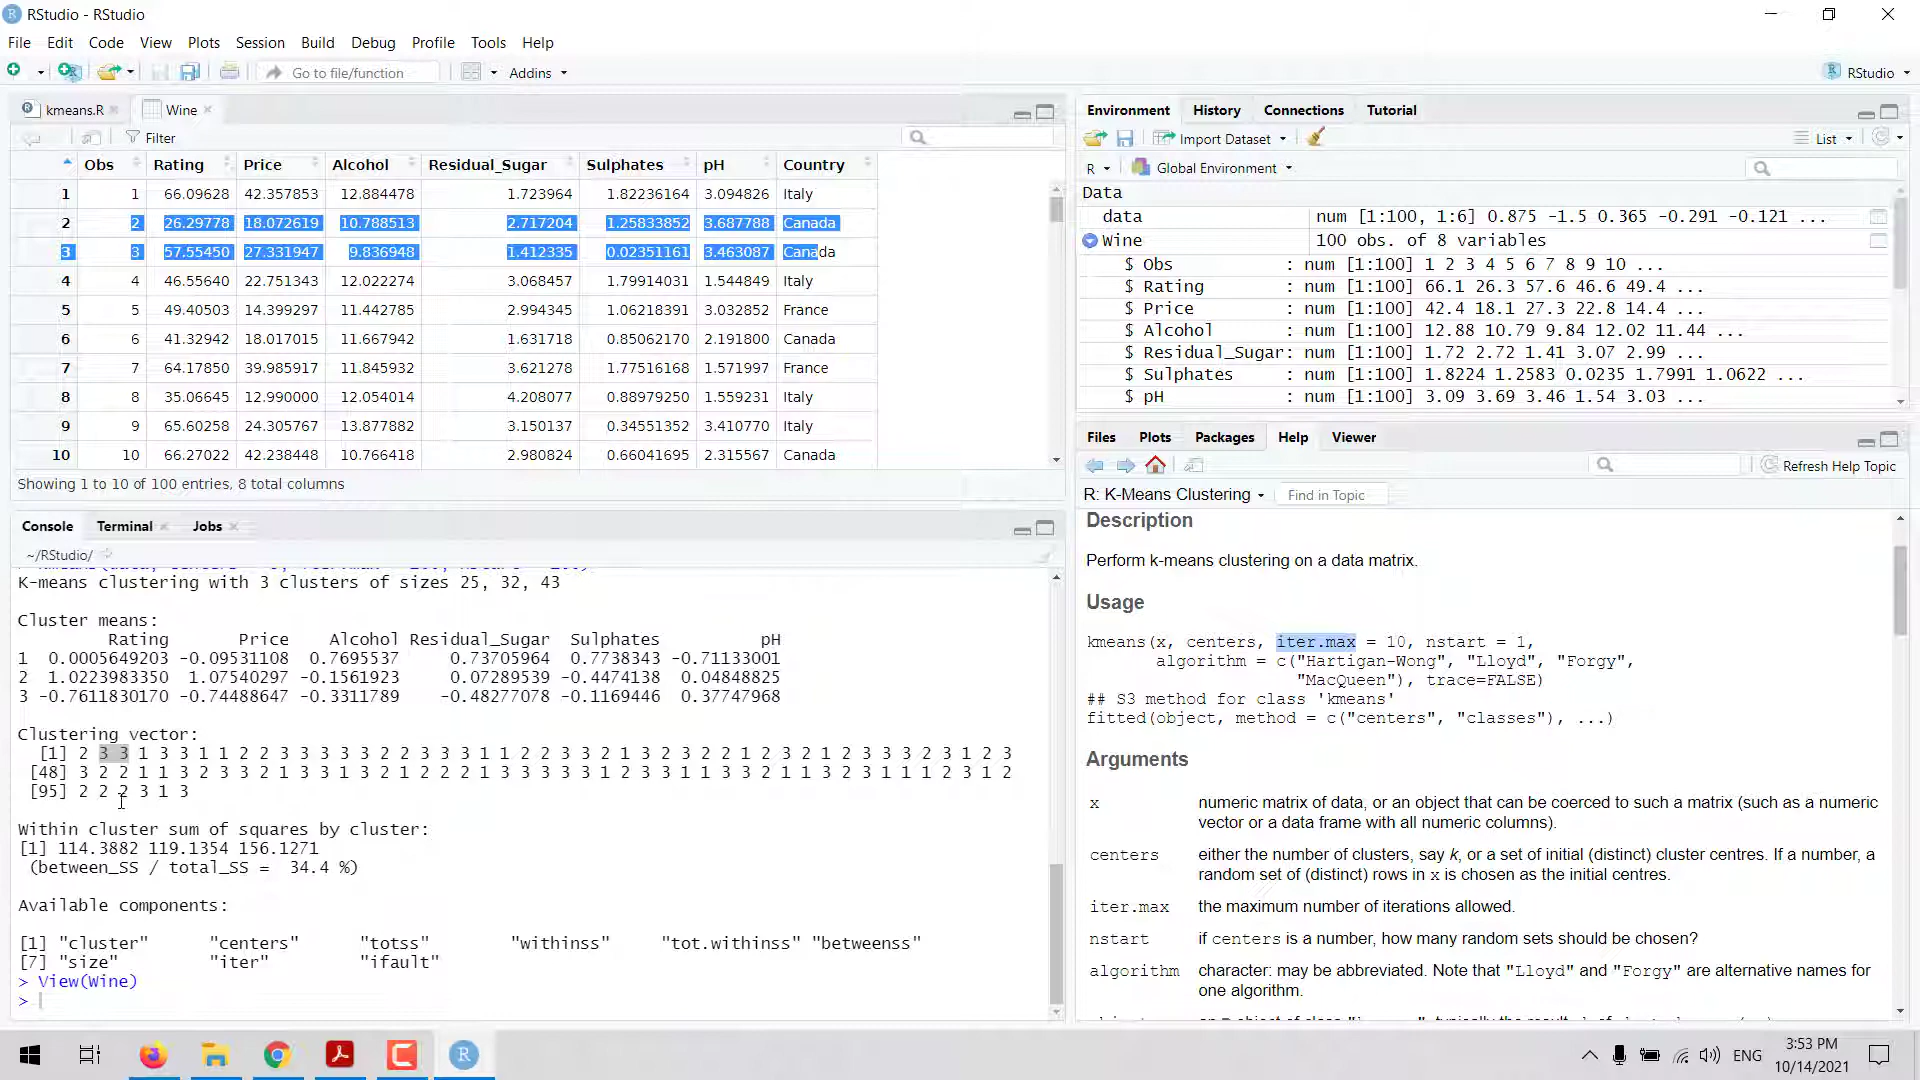 RStudio - RStudio
File Edit Code View Plots Session Build Debug Profile Tools Help
Go to file/function Addins RStudio
kmeans.R Wine
Filter
Obs Rating Price Alcohol Residual_Sugar Sulphates pH Country
1 1 66.09628 42.357853 12.884478 1.723964 1.82236164 3.094826 Italy
2 2 26.29778 18.072619 10.788513 2.717204 1.25833852 3.687788 Canada
3 3 57.55450 27.331947 9.836948 1.412335 0.02351161 3.463087 Canada
4 4 46.55640 22.751343 12.022274 3.068457 1.79914031 1.544849 Italy
5 5 49.40503 14.399297 11.442785 2.994345 1.06218391 3.032852 France
6 6 41.32942 18.017015 11.667942 1.631718 0.85062170 2.191800 Canada
7 7 64.17850 39.985917 11.845932 3.621278 1.77516168 1.571997 France
8 8 35.06645 12.990000 12.054014 4.208077 0.88979250 1.559231 Italy
9 9 65.60258 24.305767 13.877882 3.150137 0.34551352 3.410770 Italy
10 10 66.27022 42.238448 10.766418 2.980824 0.66041695 2.315567 Canada
Showing 1 to 10 of 100 entries, 8 total columns
Console Terminal Jobs
~/RStudio/
K-means clustering with 3 clusters of sizes 25, 32, 43
Cluster means:
Rating Price Alcohol Residual_Sugar Sulphates pH
1 0.0005649203 -0.09531108 0.7695537 0.73705964 0.7738343 -0.71133001
2 1.0223983350 1.07540297 -0.1561923 0.07289539 -0.4474138 0.04848825
3 -0.7611830170 -0.74488647 -0.3311789 -0.48277078 -0.1169446 0.37747968
Clustering vector:
[1] 2 3 3 1 3 3 1 1 2 2 3 3 3 3 3 2 2 3 3 3 1 1 2 2 3 3 2 1 3 2 3 2 2 1 2 3 2 1 2 3 3 3 2 3 1 2 3
[48] 3 2 2 1 1 3 2 3 3 2 1 3 3 1 3 2 1 2 2 2 1 3 3 3 3 3 1 2 3 3 1 1 3 3 2 1 1 3 2 3 1 1 1 2 3 1 2
[95] 2 2 2 3 1 3
Within cluster sum of squares by cluster:
[1] 114.3882 119.1354 156.1271
(between_SS / total_SS = 34.4 %)
Available components:
[1] "cluster" "centers" "totss" "withinss" "tot.withinss" "betweenss"
[7] "size" "iter" "ifault"
> View(Wine)
>
Environment History Connections Tutorial
Import Dataset List
R Global Environment
Data
data num [1:100, 1:6] 0.875 -1.5 0.365 -0.291 -0.121 ...
Wine 100 obs. of 8 variables
$ Obs : num [1:100] 1 2 3 4 5 6 7 8 9 10 ...
$ Rating : num [1:100] 66.1 26.3 57.6 46.6 49.4 ...
$ Price : num [1:100] 42.4 18.1 27.3 22.8 14.4 ...
$ Alcohol : num [1:100] 12.88 10.79 9.84 12.02 11.44 ...
$ Residual_Sugar: num [1:100] 1.72 2.72 1.41 3.07 2.99 ...
$ Sulphates : num [1:100] 1.8224 1.2583 0.0235 1.7991 1.0622 ...
$ pH : num [1:100] 3.09 3.69 3.46 1.54 3.03 ...
Files Plots Packages Help Viewer
Refresh Help Topic
R: K-Means Clustering Find in Topic
Description
Perform k-means clustering on a data matrix.
Usage
kmeans(x, centers, iter.max = 10, nstart = 1,
algorithm = c("Hartigan-Wong", "Lloyd", "Forgy",
"MacQueen"), trace=FALSE)
## S3 method for class 'kmeans'
fitted(object, method = c("centers", "classes"), ...)
Arguments
x numeric matrix of data, or an object that can be coerced to such a matrix (such as a numeric
vector or a data frame with all numeric columns).
centers either the number of clusters, say k, or a set of initial (distinct) cluster centres. If a number, a
random set of (distinct) rows in x is chosen as the initial centres.
iter.max the maximum number of iterations allowed.
nstart if centers is a number, how many random sets should be chosen?
algorithm character: may be abbreviated. Note that "Lloyd" and "Forgy" are alternative names for
one algorithm.
ENG 3:53 PM
10/14/2021